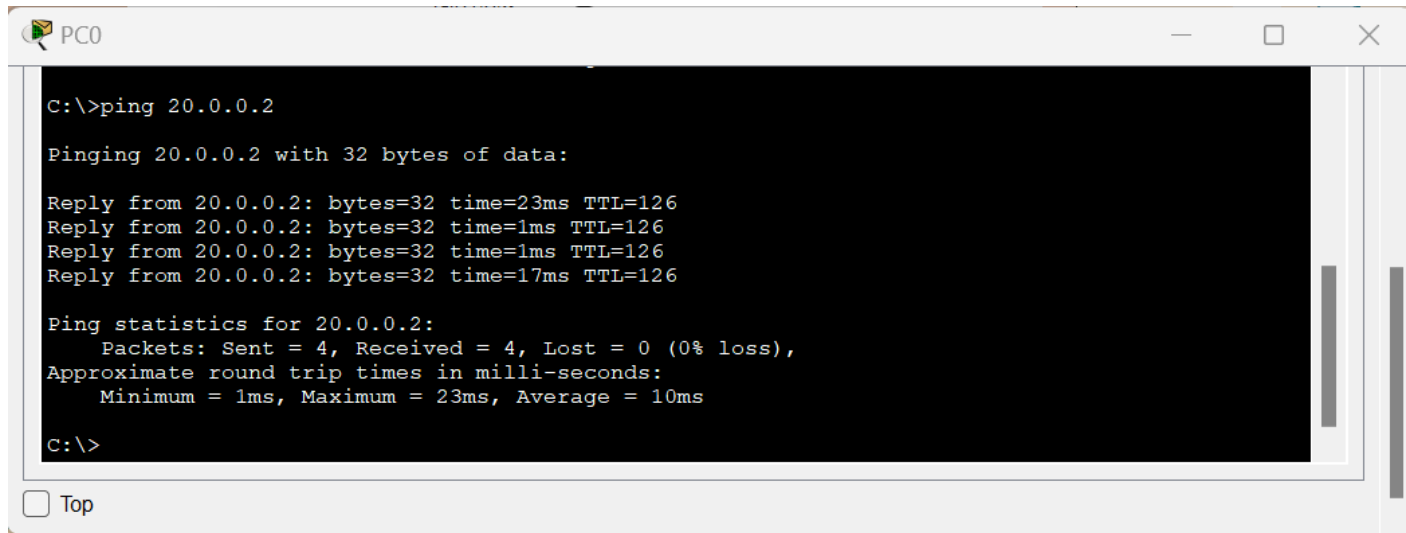 PC0
C:\>ping 20.0.0.2
Pinging 20.0.0.2 with 32 bytes of data:
Reply from 20.0.0.2: bytes=32 time=23ms TTL=126
Reply from 20.0.0.2: bytes=32 time=1ms TTL=126
Reply from 20.0.0.2: bytes=32 time=1ms TTL=126
Reply from 20.0.0.2: bytes=32 time=17ms TTL=126
Ping statistics for 20.0.0.2:
    Packets: Sent = 4, Received = 4, Lost = 0 (0% loss),
Approximate round trip times in milli-seconds:
    Minimum = 1ms, Maximum = 23ms, Average = 10ms
C:\>
Top